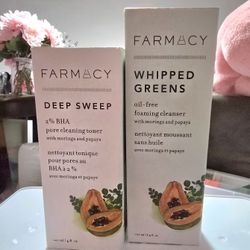 FARMACY
DEEP SWEEP
2% BHA
pore cleaning toner
with moringa and papaya
nettoyant tonique
pour pores au
BHA à 2 %
avec moringa et papaya
FARMACY
WHIPPED
GREENS
oil-free
foaming cleanser
with moringa and papaya
nettoyant moussant
sans huile
avec moringa et papaya